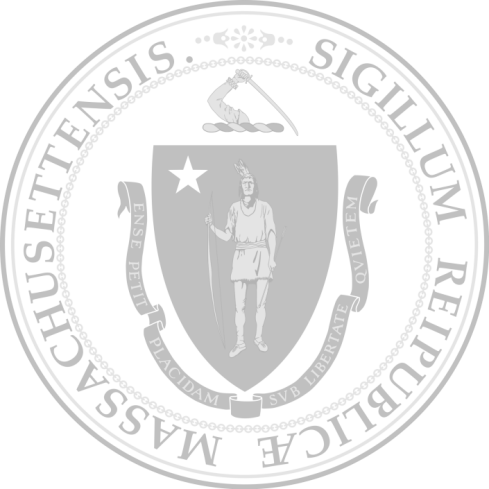 SIGILLUM REIPUBLICÆ MASSACHUSETTENSIS.
ENSE PETIT PLACIDAM SVB LIBERTATE QVIETEM